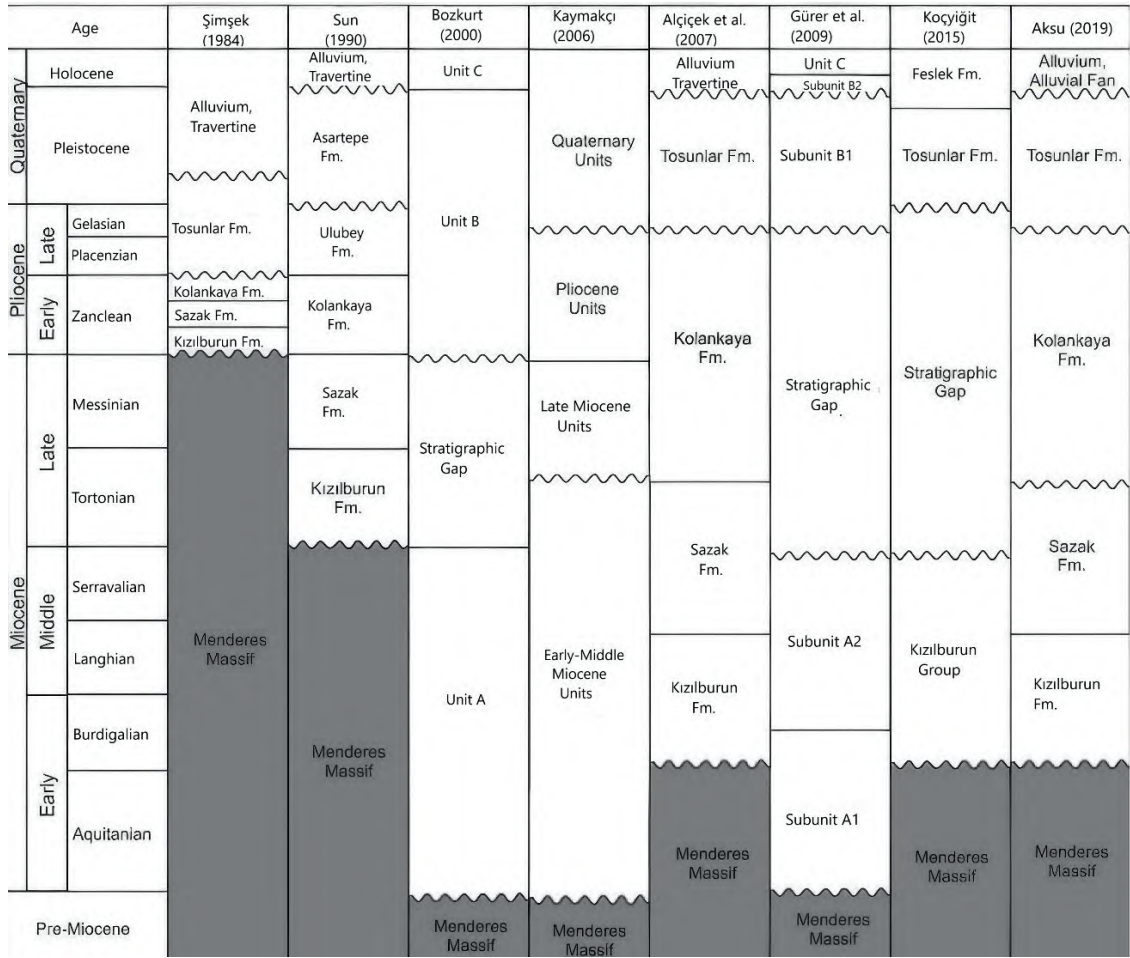 Age
Şimşek
(1984)
Sun
(1990)
Bozkurt
(2000)
Kaymakçı
(2006)
Alçiçek et al.
(2007)
Gürer et al.
(2009)
Koçyiğit
(2015)
Aksu (2019)
Quaternary
Holocene
Pleistocene
Pliocene
Late
Gelasian
Placenzian
Early
Zanclean
Miocene
Late
Messinian
Tortonian
Middle
Serravalian
Langhian
Early
Burdigalian
Aquitanian
Pre-Miocene
Alluvium,
Travertine
Tosunlar Fm.
Kolankaya Fm.
Sazak Fm.
Kızılburun Fm.
Menderes
Massif
Alluvium,
Travertine
Asartepe
Fm.
Ulubey
Fm.
Kolankaya
Fm.
Sazak
Fm.
Kızılburun
Fm.
Menderes
Massif
Unit C
Unit B
Stratigraphic
Gap
Unit A
Menderes
Massif
Quaternary
Units
Pliocene
Units
Late Miocene
Units
Early-Middle
Miocene
Units
Menderes
Massif
Alluvium
Travertine
Tosunlar Fm.
Kolankaya
Fm.
Sazak
Fm.
Kızılburun
Fm.
Menderes
Massif
Unit C
Subunit B2
Subunit B1
Stratigraphic
Gap .
Subunit A2
Subunit A1
Menderes
Massif
Feslek Fm.
Tosunlar Fm.
Stratigraphic
Gap
Kızılburun
Group
Menderes
Massif
Alluvium,
Alluvial Fan
Tosunlar Fm.
Kolankaya
Fm.
Sazak
Fm.
Kızılburun
Fm.
Menderes
Massif